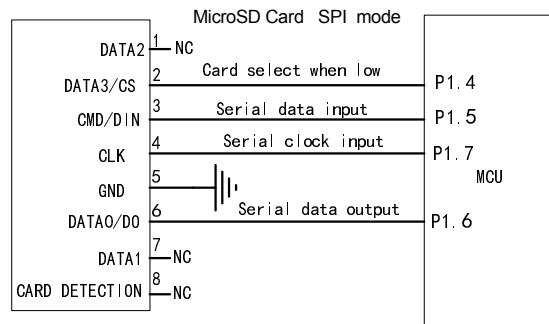 MicroSD Card SPI mode
DATA2 1 NC
DATA3/CS 2 Card select when low P1.4
CMD/DIN 3 Serial data input P1.5
CLK 4 Serial clock input P1.7
MCU
GND 5
DATA0/DO 6 Serial data output P1.6
DATA1 7 NC
CARD DETECTION 8 NC